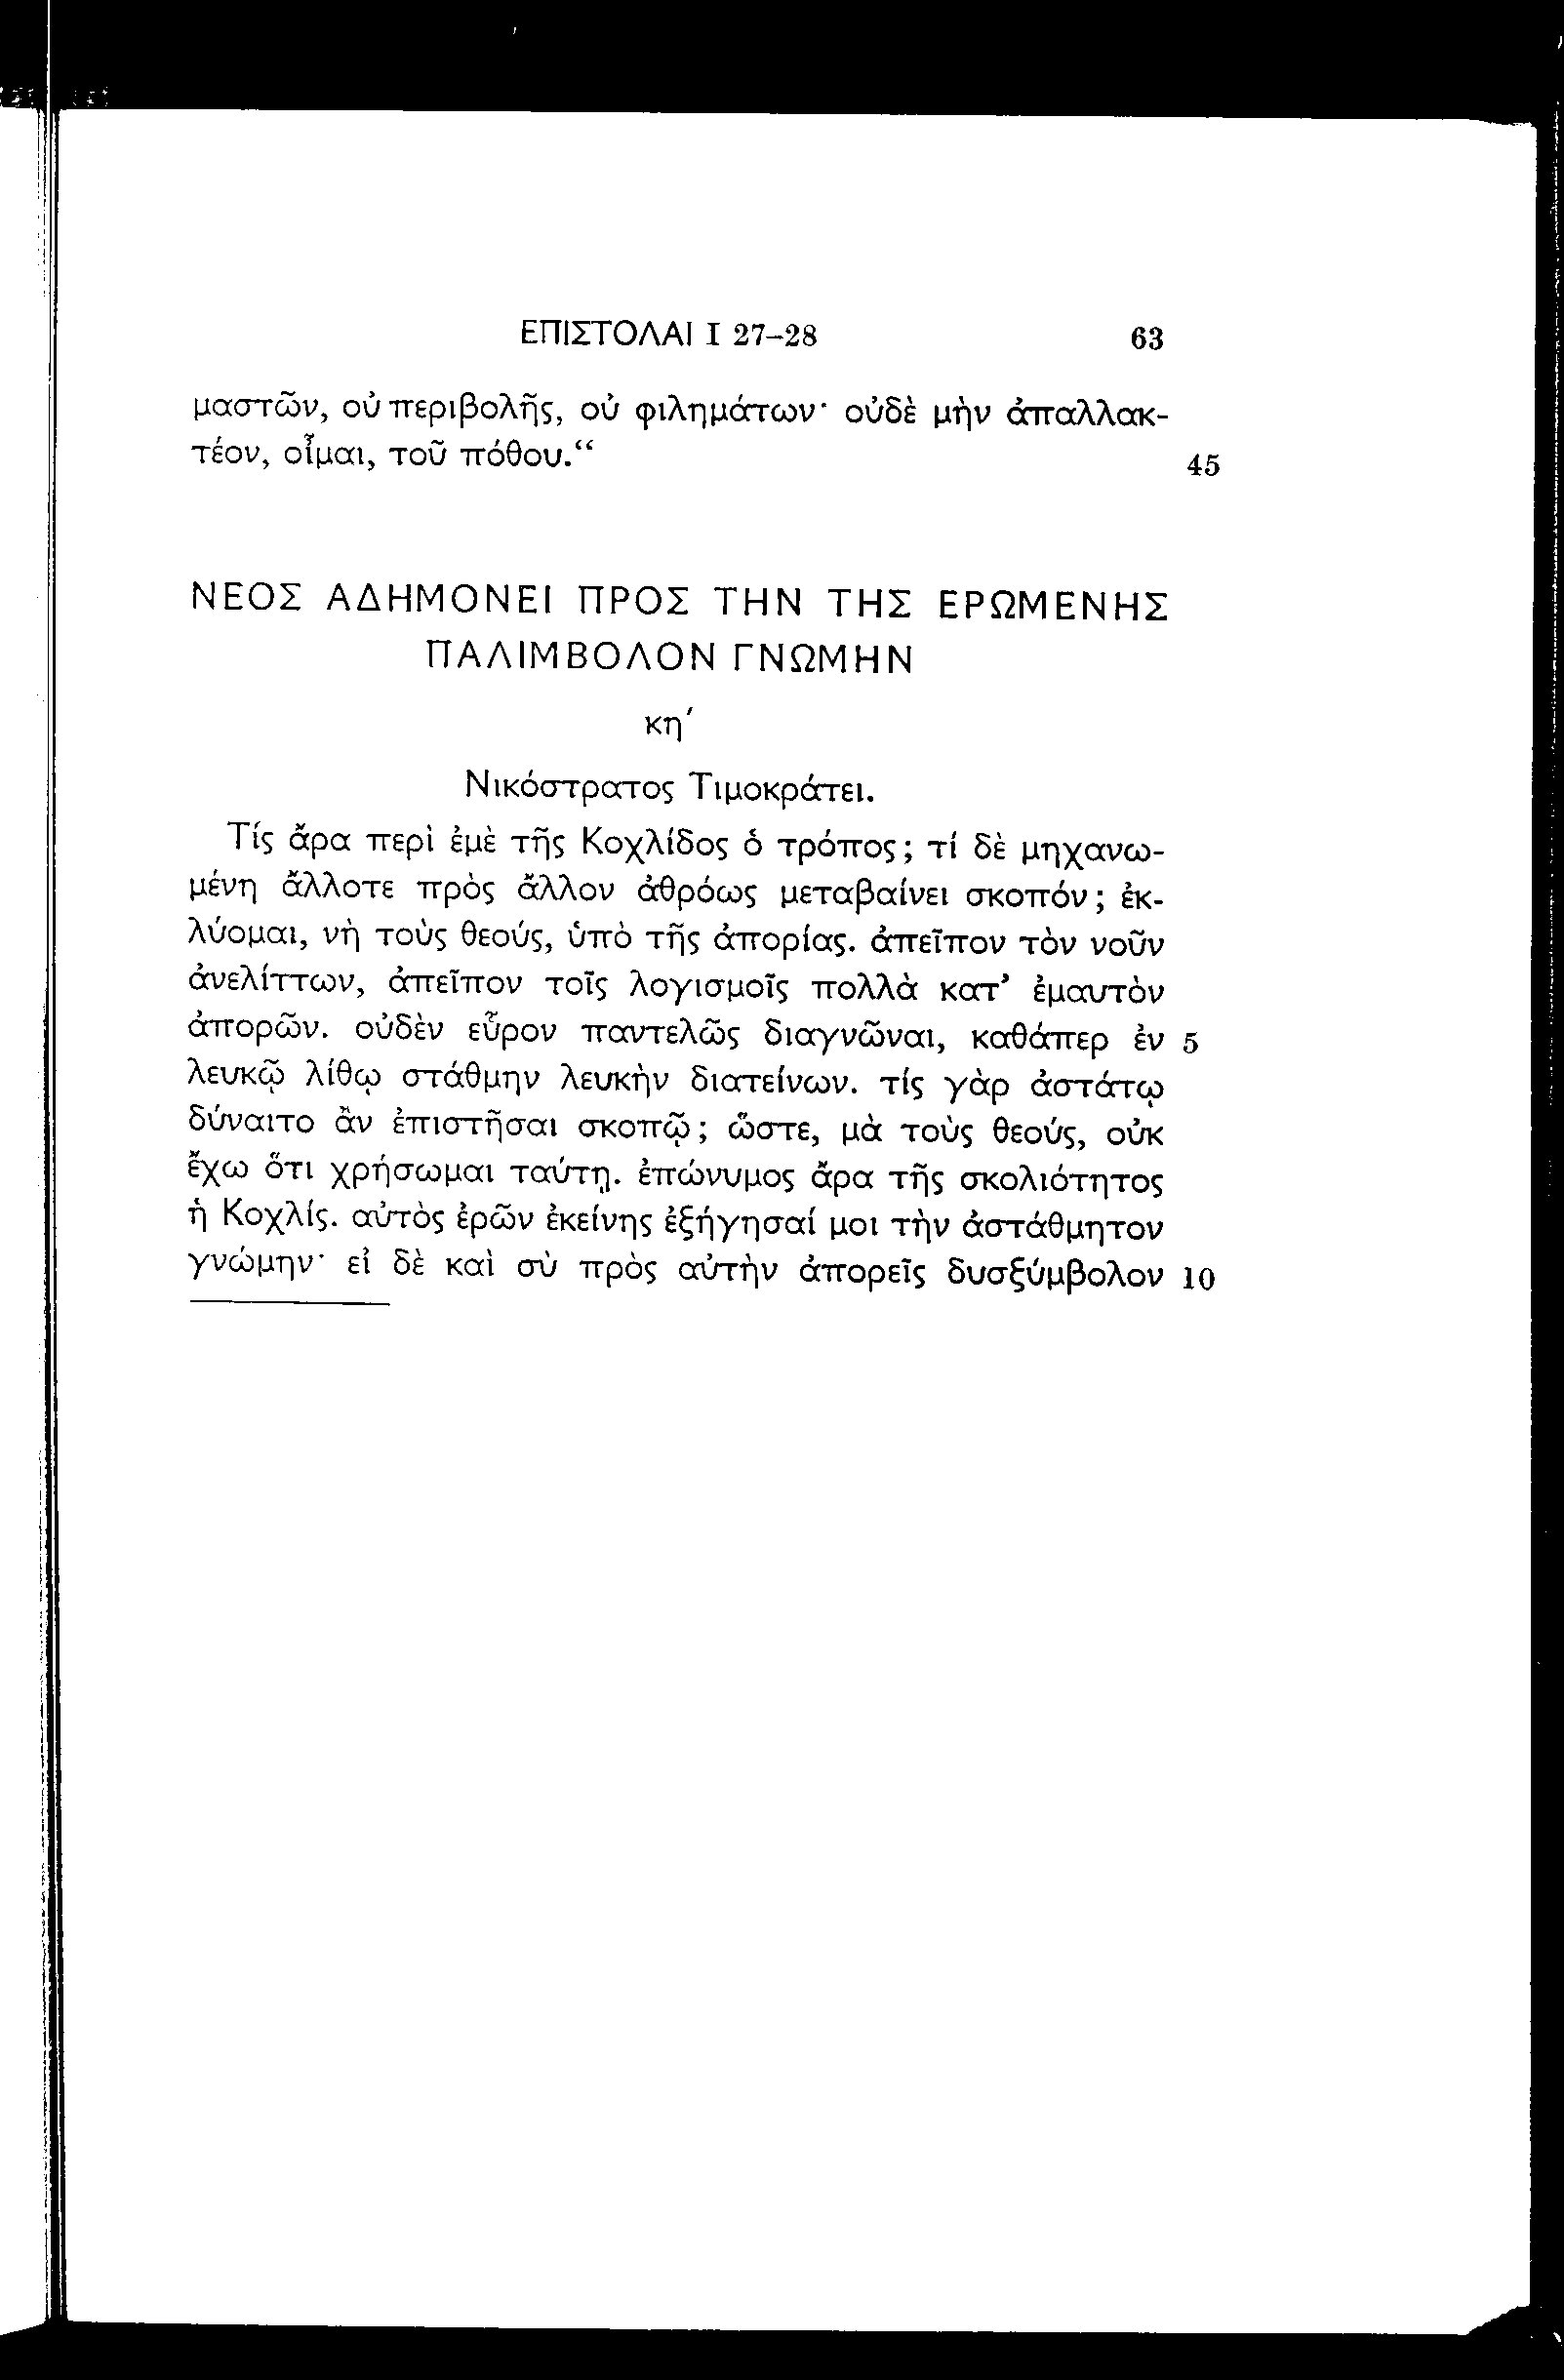 ΕΠΙΣΤΟΛΑΙ Ι 27–28 63
μαστῶν, οὐ περιβολῆς, οὐ φιλημάτων· οὐδὲ μὴν ἀπαλλακ-
τέον, οἶμαι, τοῦ πόθου.“ 45
ΝΕΟΣ ΑΔΗΜΟΝΕΙ ΠΡΟΣ ΤΗΝ ΤΗΣ ΕΡΩΜΕΝΗΣ
ΠΑΛΙΜΒΟΛΟΝ ΓΝΩΜΗΝ
κη′
Νικόστρατος Τιμοκράτει.
Τίς ἄρα περὶ ἐμὲ τῆς Κοχλίδος ὁ τρόπος; τί δὲ μηχανω-
μένη ἄλλοτε πρὸς ἄλλον ἀθρόως μεταβαίνει σκοπόν; ἐκ-
λύομαι, νὴ τοὺς θεούς, ὑπὸ τῆς ἀπορίας. ἀπεῖπον τὸν νοῦν
ἀνελίττων, ἀπεῖπον τοῖς λογισμοῖς πολλὰ κατ’ ἐμαυτὸν
ἀπορῶν. οὐδὲν εὗρον παντελῶς διαγνῶναι, καθάπερ ἐν 5
λευκῷ λίθῳ στάθμην λευκὴν διατείνων. τίς γὰρ ἀστάτῳ
δύναιτο ἂν ἐπιστῆσαι σκοπῷ; ὥστε, μὰ τοὺς θεούς, οὐκ
ἔχω ὅτι χρήσωμαι ταύτῃ. ἐπώνυμος ἄρα τῆς σκολιότητος
ἡ Κοχλίς. αὐτὸς ἐρῶν ἐκείνης ἐξήγησαί μοι τὴν ἀστάθμητον
γνώμην· εἰ δὲ καὶ σὺ πρὸς αὐτὴν ἀπορεῖς δυσξύμβολον 10